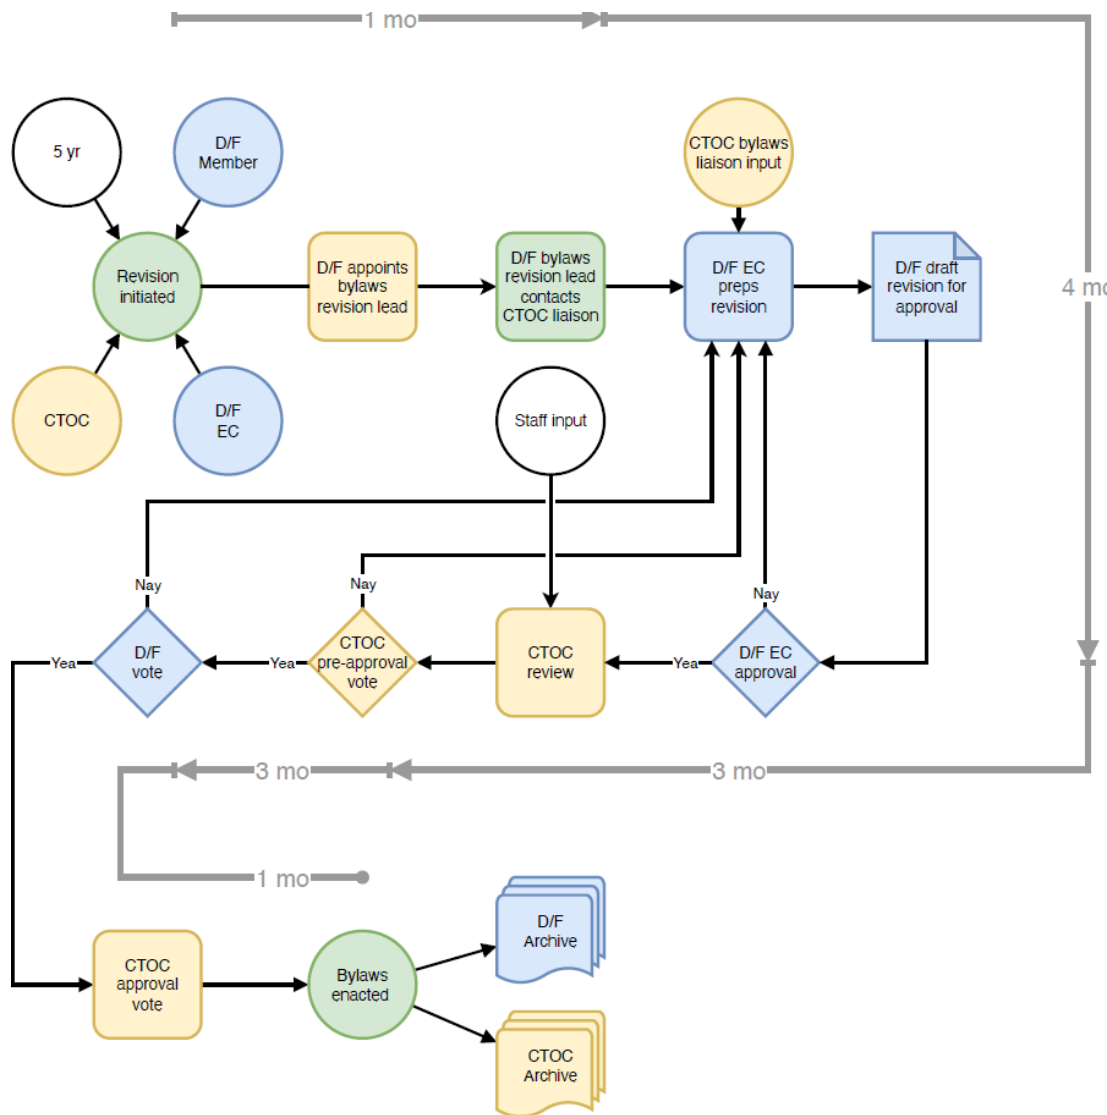 1 mo
5 yr
D/F
Member
CTOC bylaws
liaison input
Revision
initiated
D/F appoints
bylaws
revision lead
D/F bylaws
revision lead
contacts
CTOC liaison
D/F EC
preps
revision
D/F draft
revision for
approval
4 mo
CTOC
D/F
EC
Staff input
Nay
Nay
Nay
Yea
D/F
vote
Yea
CTOC
pre-approval
vote
CTOC
review
Yea
D/F EC
approval
3 mo
3 mo
1 mo
CTOC
approval
vote
Bylaws
enacted
D/F
Archive
CTOC
Archive